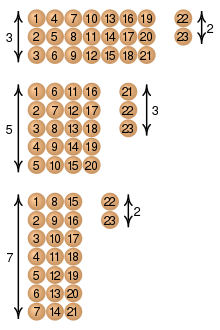 1 4 7 10 13 16 19 22
3 2 5 8 11 14 17 20 23 2
3 6 9 12 15 18 21
1 6 11 16 21
2 7 12 17 22 3
5 3 8 13 18 23
4 9 14 19
5 10 15 20
1 8 15 22
2 9 16 23 2
3 10 17
7 4 11 18
5 12 19
6 13 20
7 14 21